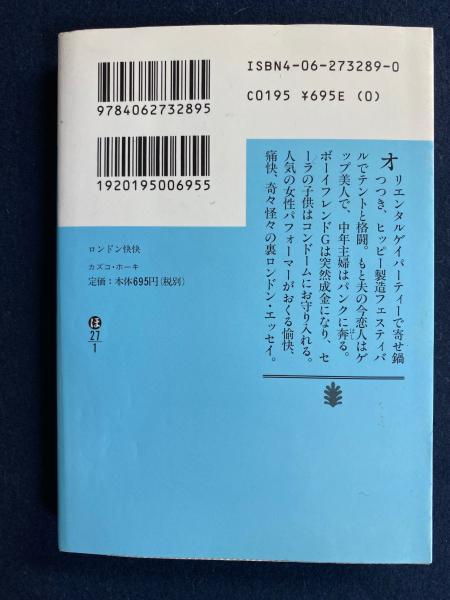 ISBN4-06-273289-0
C0195 ¥695E (0)
9784062732895
1920195006955
ロンドン快快
カズコ・ホーキ
定価：本体695円(税別)
ほ
27
1
オリエンタルゲイパーティーで寄せ鍋
つつき、ヒッピー製造フェスティバ
ルでテントと格闘。もと夫の今恋人はゲ
ップ美人で、中年主婦はパンクに奔る。
ボーイフレンドGは突然成金になり、セ
ーラの子供はコンドームにお守り入れる。
人気の女性パフォーマーがおくる愉快、
痛快、奇々怪々の裏ロンドン・エッセイ。